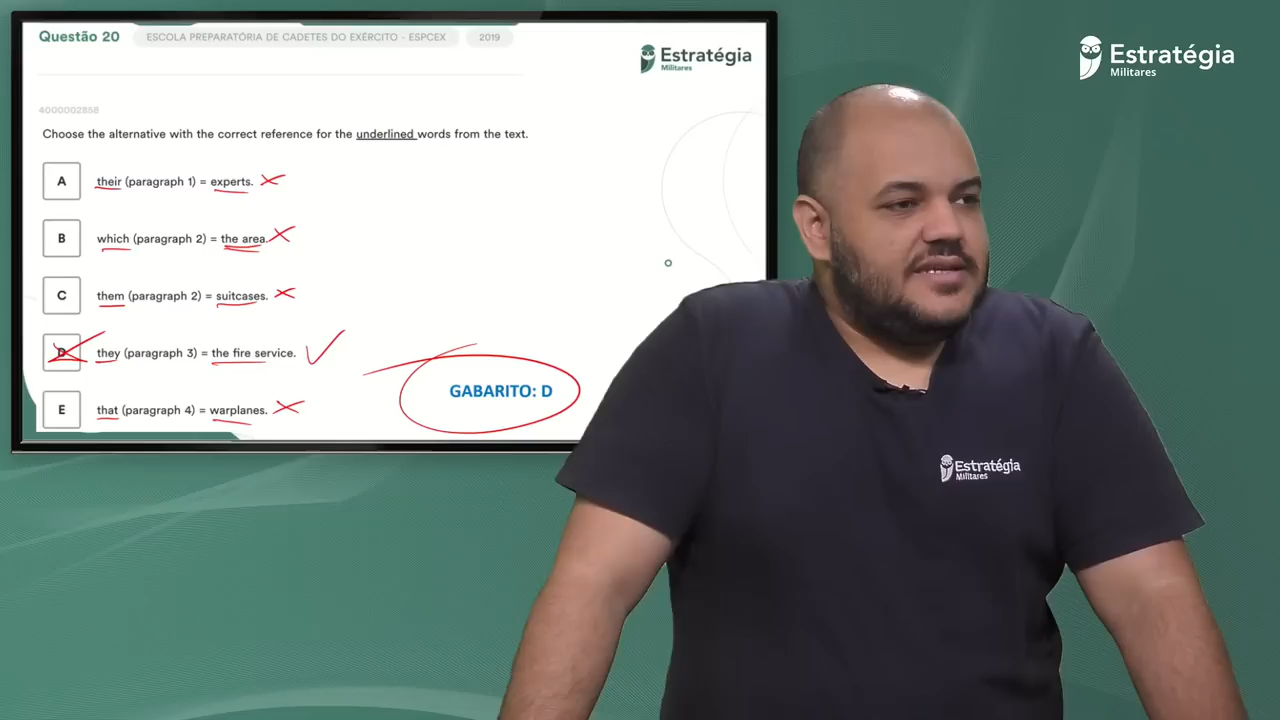 Questão 20 ESCOLA PREPARATÓRIA DE CADETES DO EXÉRCITO - ESPCEX 2019
Estratégia
Militares
4000002858
Choose the alternative with the correct reference for the underlined words from the text.
A their (paragraph 1) = experts.
B which (paragraph 2) = the area.
C them (paragraph 2) = suitcases.
D they (paragraph 3) = the fire service.
GABARITO: D
E that (paragraph 4) = warplanes.
Estratégia
Militares
Estratégia
Militares